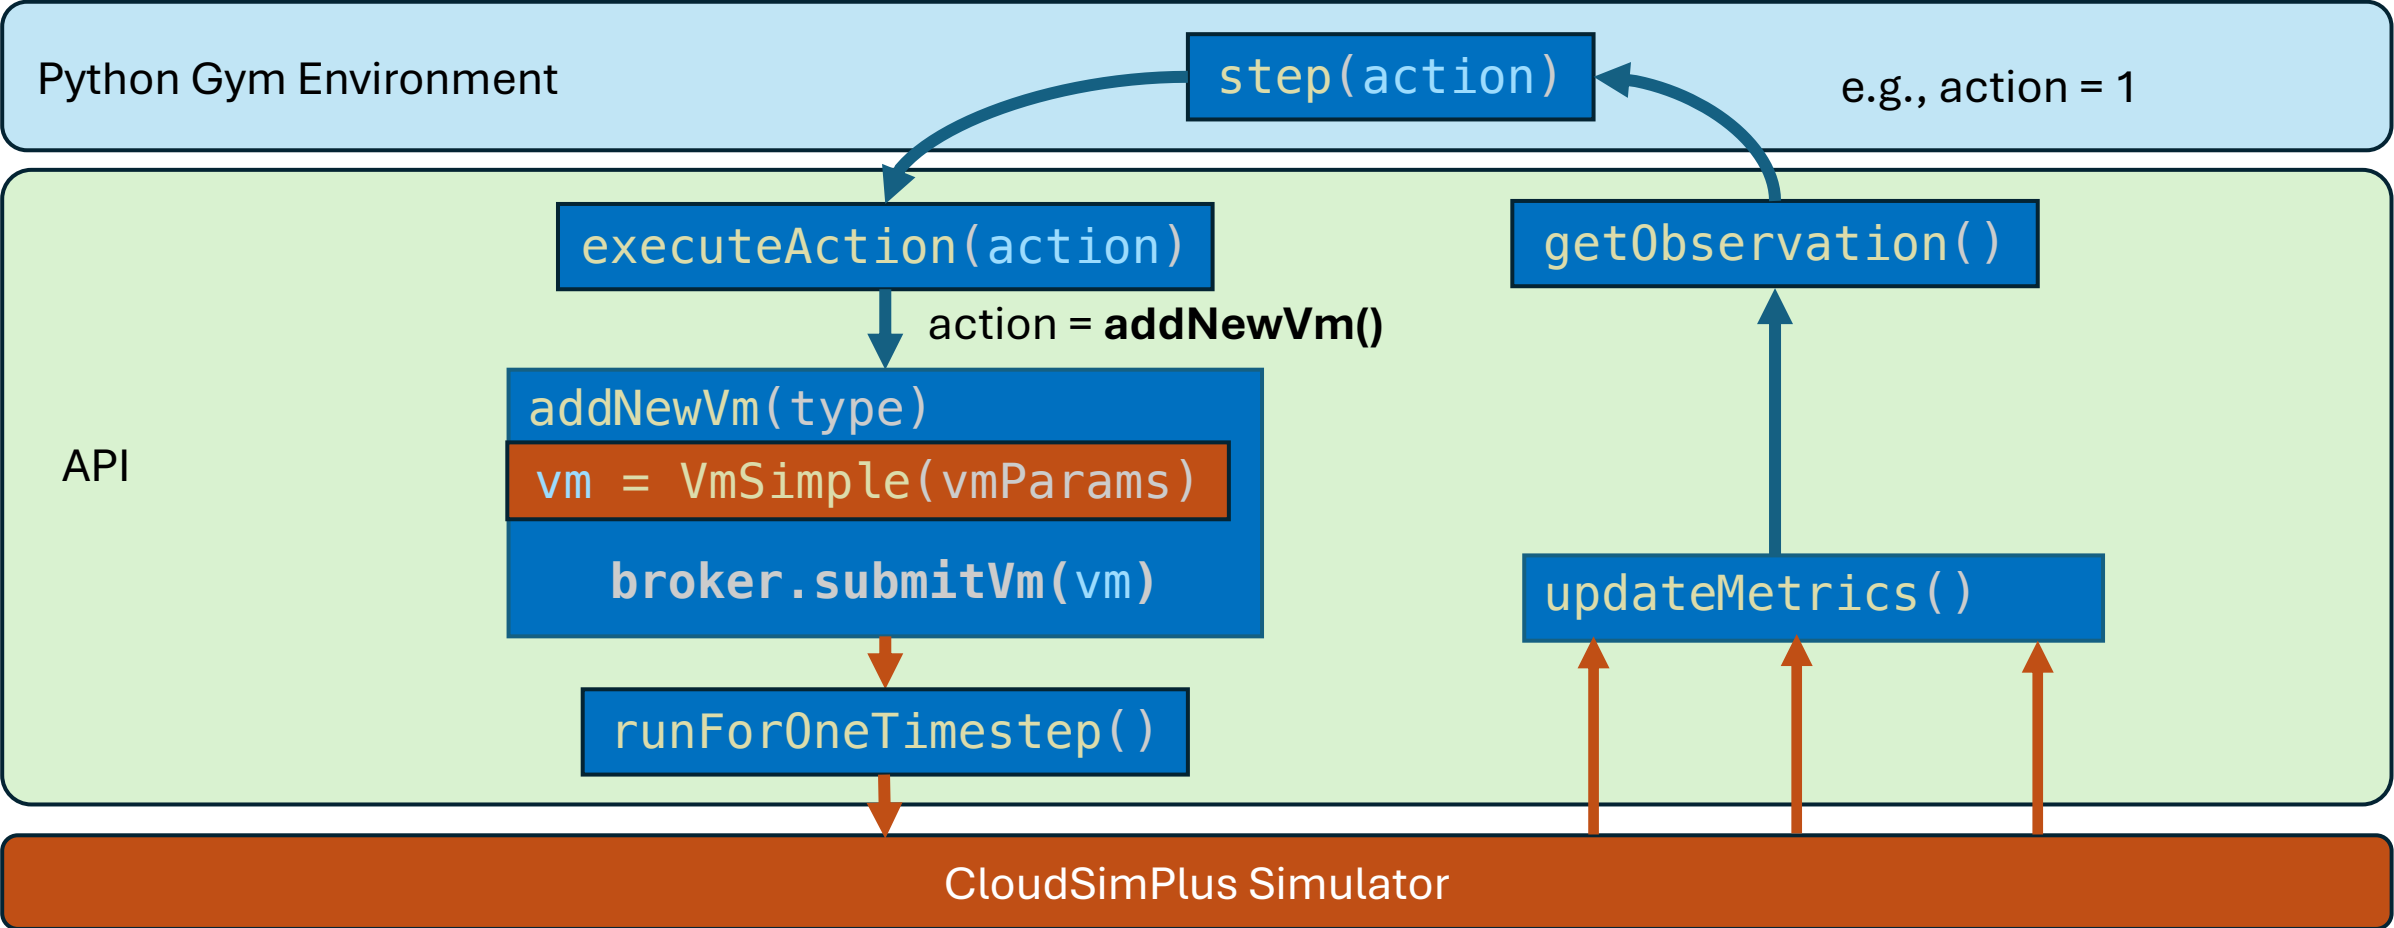 Python Gym Environment
step(action)
e.g., action = 1
executeAction(action)
getObservation()
action = addNewVm()
addNewVm(type)
API
vm = VmSimple(vmParams)
broker.submitVm(vm)
updateMetrics()
runForOneTimestep()
CloudSimPlus Simulator